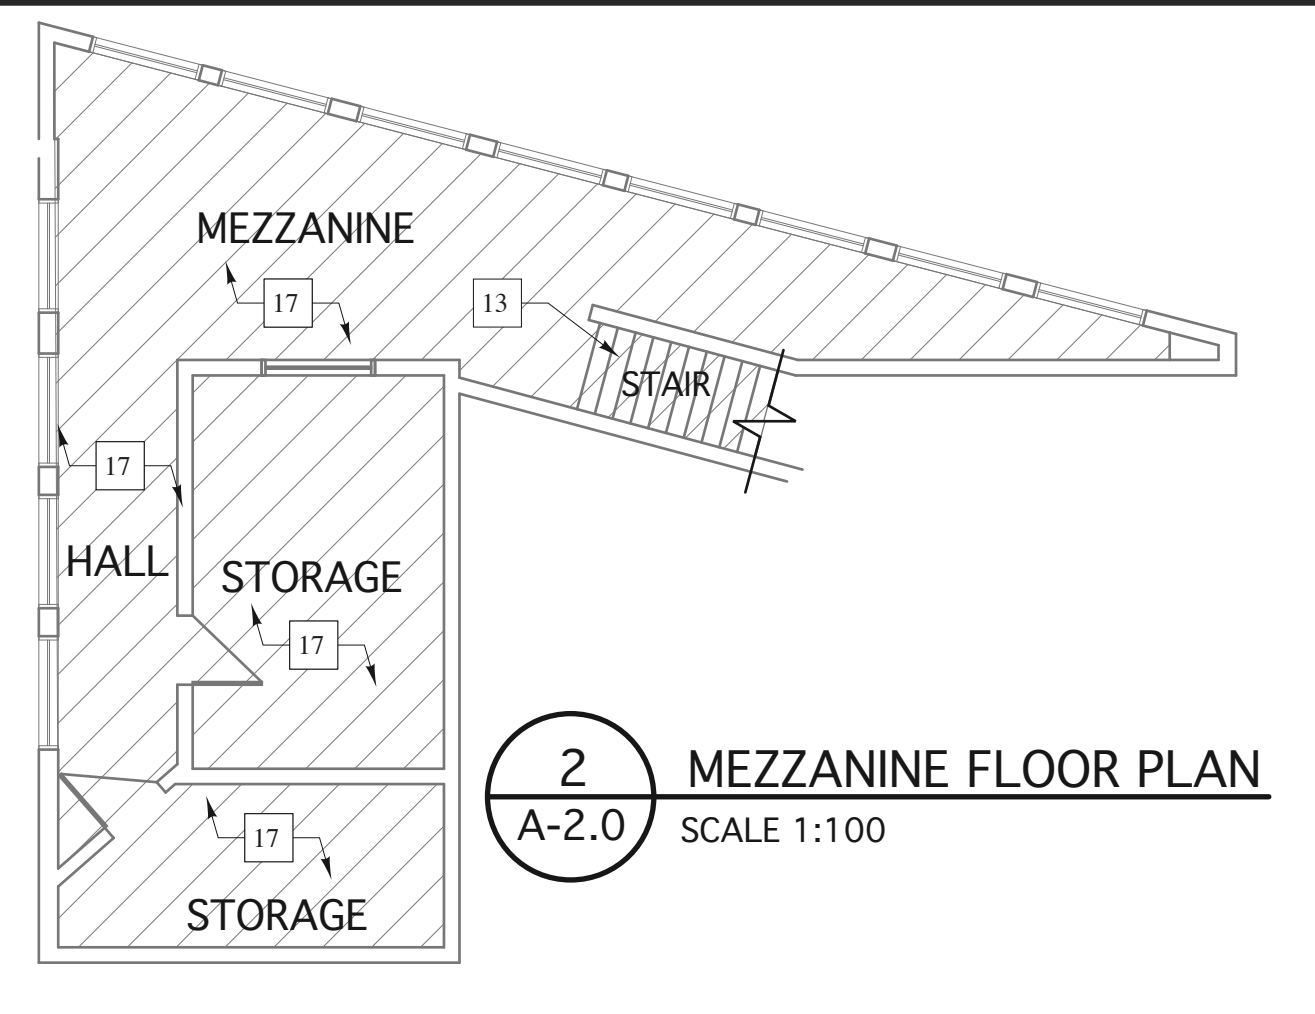 MEZZANINE
17
13
STAIR
17
HALL
STORAGE
17
2
MEZZANINE FLOOR PLAN
A-2.0
SCALE 1:100
17
STORAGE